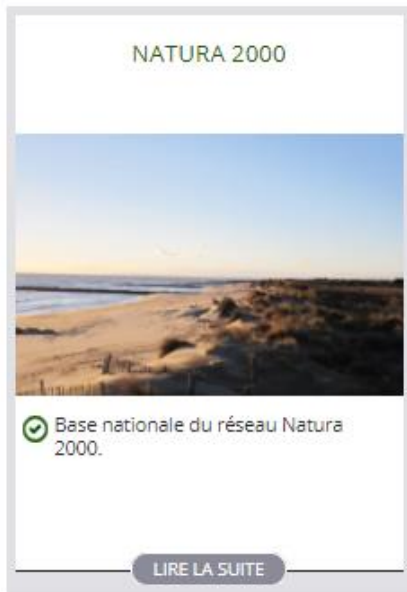 NATURA 2000
Base nationale du réseau Natura
2000.
LIRE LA SUITE